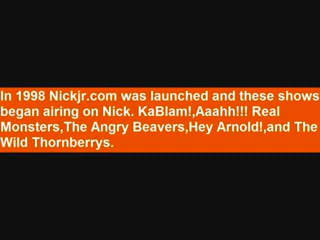 In 1998 Nickjr.com was launched and these shows
began airing on Nick. KaBlam!,Aaahh!!! Real
Monsters,The Angry Beavers,Hey Arnold!,and The
Wild Thornberrys.